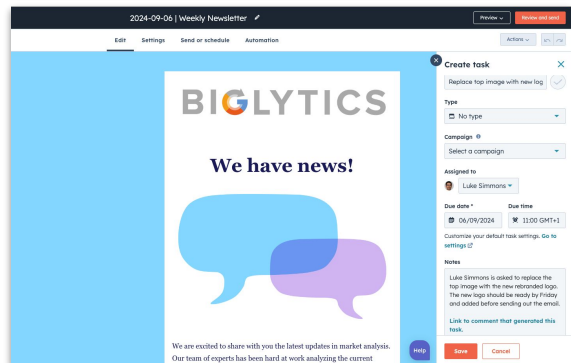 2024-09-06 | Weekly Newsletter
Preview
Review and send
Edit Settings Send or schedule Automation
Actions
BIGLYTICS
We have news!
We are excited to share with you the latest updates in market analysis.
Our team of experts has been hard at work analyzing the current
Help
Create task
Replace top image with new log
Type
No type
Campaign
Select a campaign
Assigned to
Luke Simmons
Due date * Due time
06/09/2024 11:00 GMT+1
Customize your default task settings. Go to
settings
Notes
Luke Simmons is asked to replace the
top image with the new rebranded logo.
The new logo should be ready by Friday
and added before sending out the email.
Link to comment that generated this
task.
Save Cancel